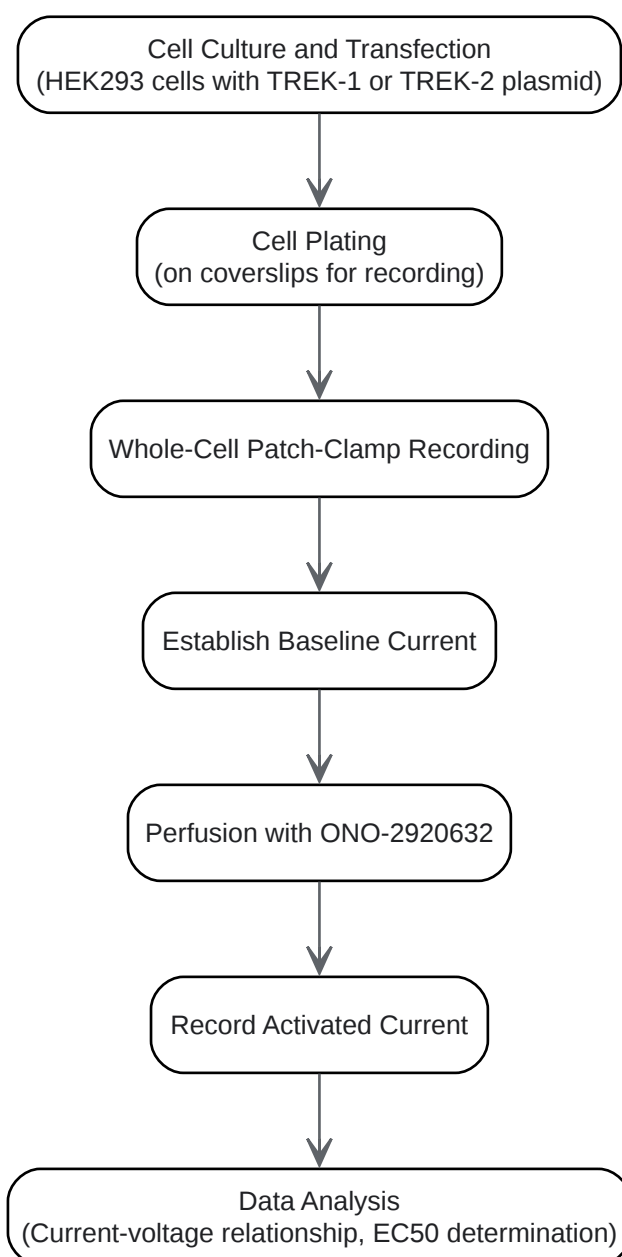 Cell Culture and Transfection
(HEK293 cells with TREK-1 or TREK-2 plasmid)
Cell Plating
(on coverslips for recording)
Whole-Cell Patch-Clamp Recording
Establish Baseline Current
Perfusion with ONO-2920632
Record Activated Current
Data Analysis
(Current-voltage relationship, EC50 determination)